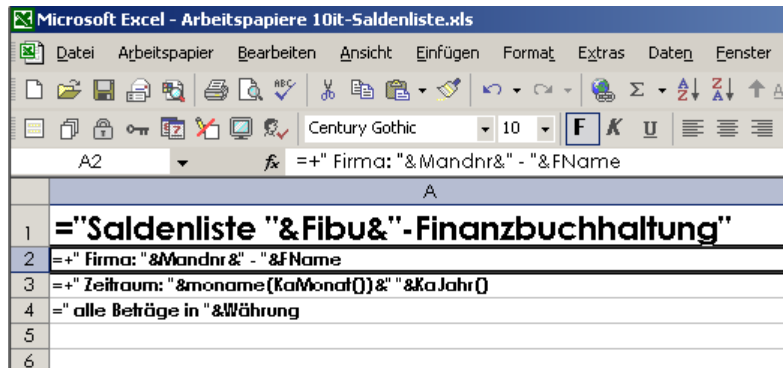 Microsoft Excel - Arbeitspapiere 10it-Saldenliste.xls
Datei Arbeitspapier Bearbeiten Ansicht Einfügen Format Extras Daten Fenster
ABC
Century Gothic 10 F K U
A2 fx =+" Firma: "&Mandnr&" - "&FName
A
1 ="Saldenliste "&Fibu&"-Finanzbuchhaltung"
2 =+" Firma: "&Mandnr&" - "&FName
3 =+" Zeitraum: "&moname(KaMonat())&" "&KaJahr()
4 =" alle Beträge in "&Währung
5
6